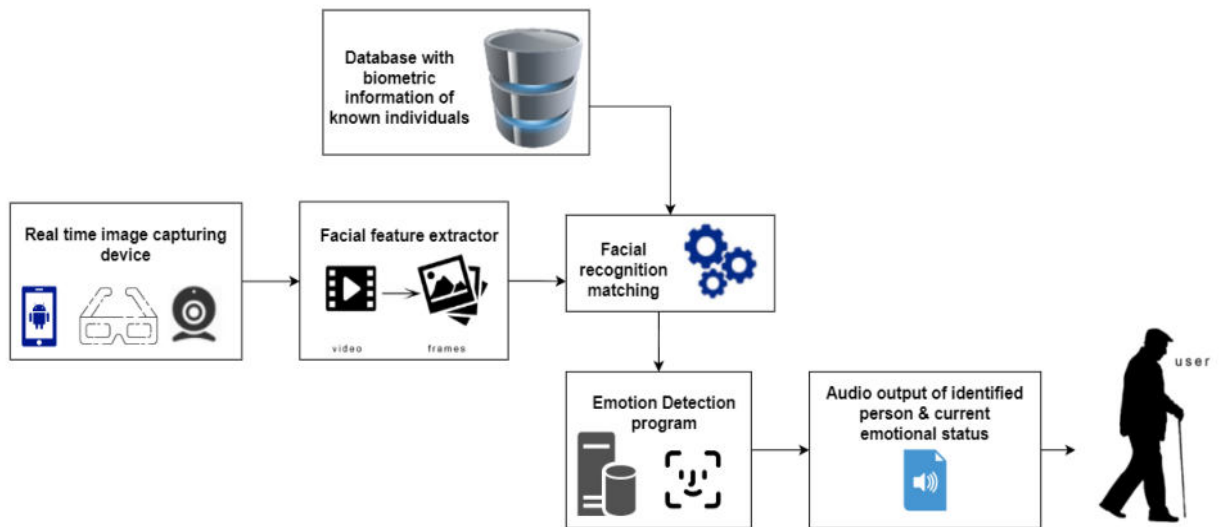 Database with
biometric
information of
known individuals
Real time image capturing
device
Facial feature extractor
video
frames
Facial
recognition
matching
Emotion Detection
program
Audio output of identified
person & current
emotional status
user